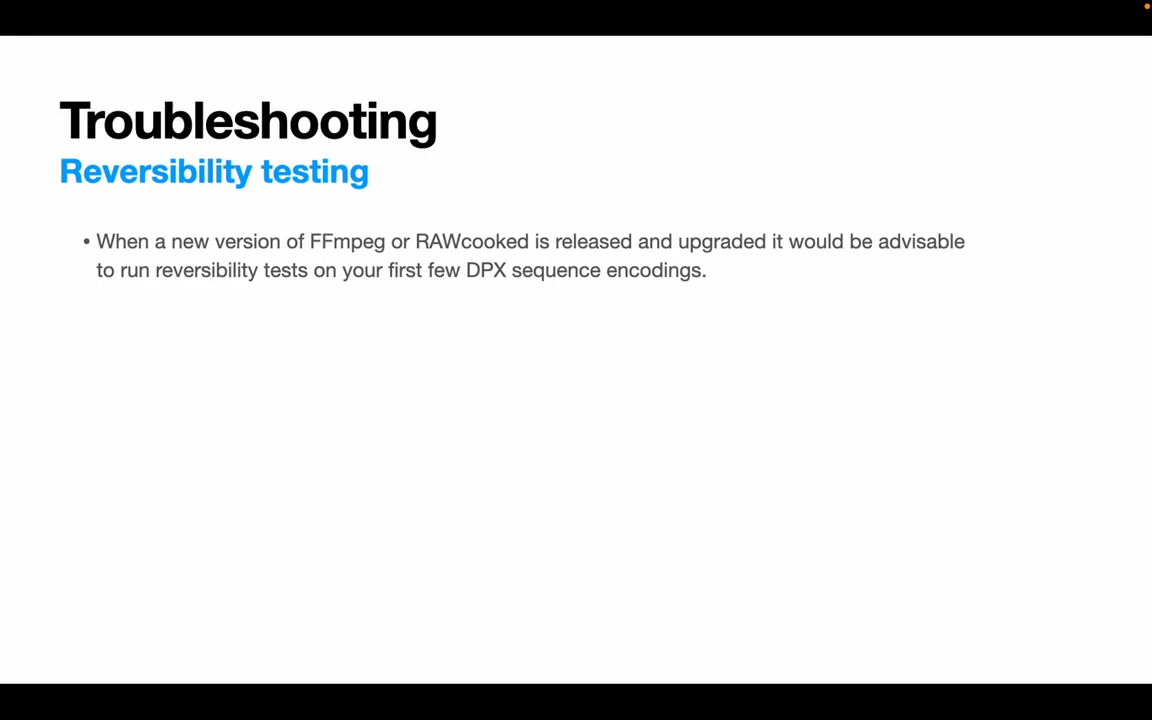 Troubleshooting
Reversibility testing
• When a new version of FFmpeg or RAWcooked is released and upgraded it would be advisable
to run reversibility tests on your first few DPX sequence encodings.